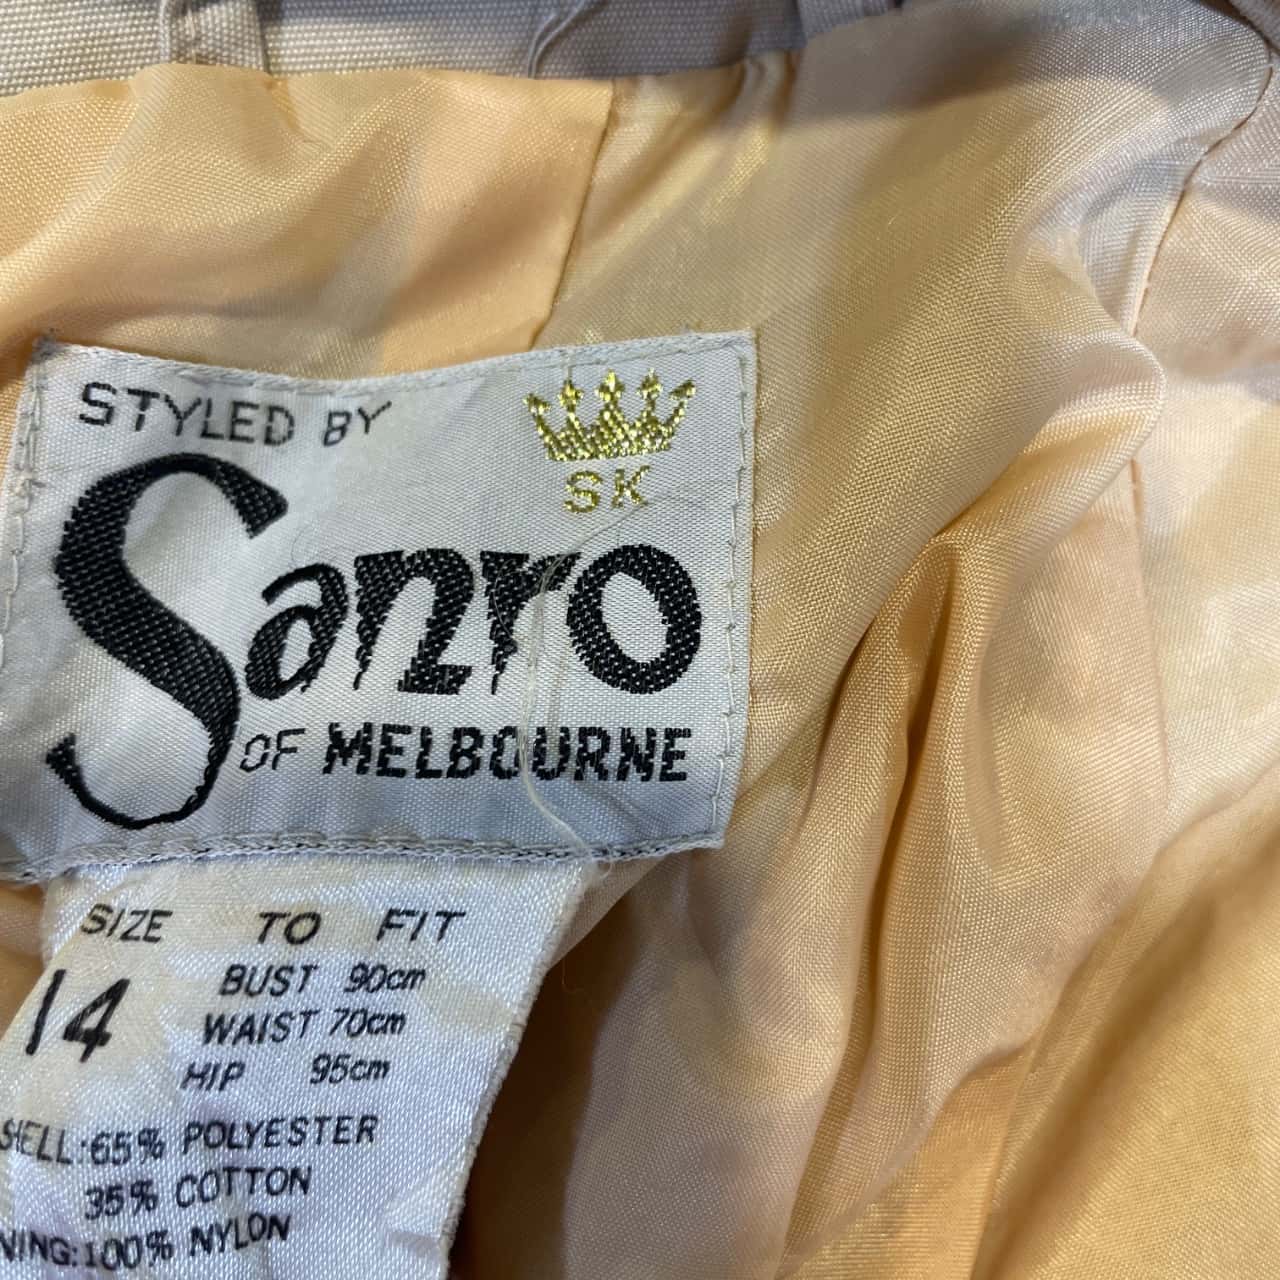 STYLED BY
SK
Sanro
OF MELBOURNE
SIZE TO FIT
14
BUST 90cm
WAIST 70cm
HIP 95cm
SHELL:65% POLYESTER
35% COTTON
NING:100% NYLON